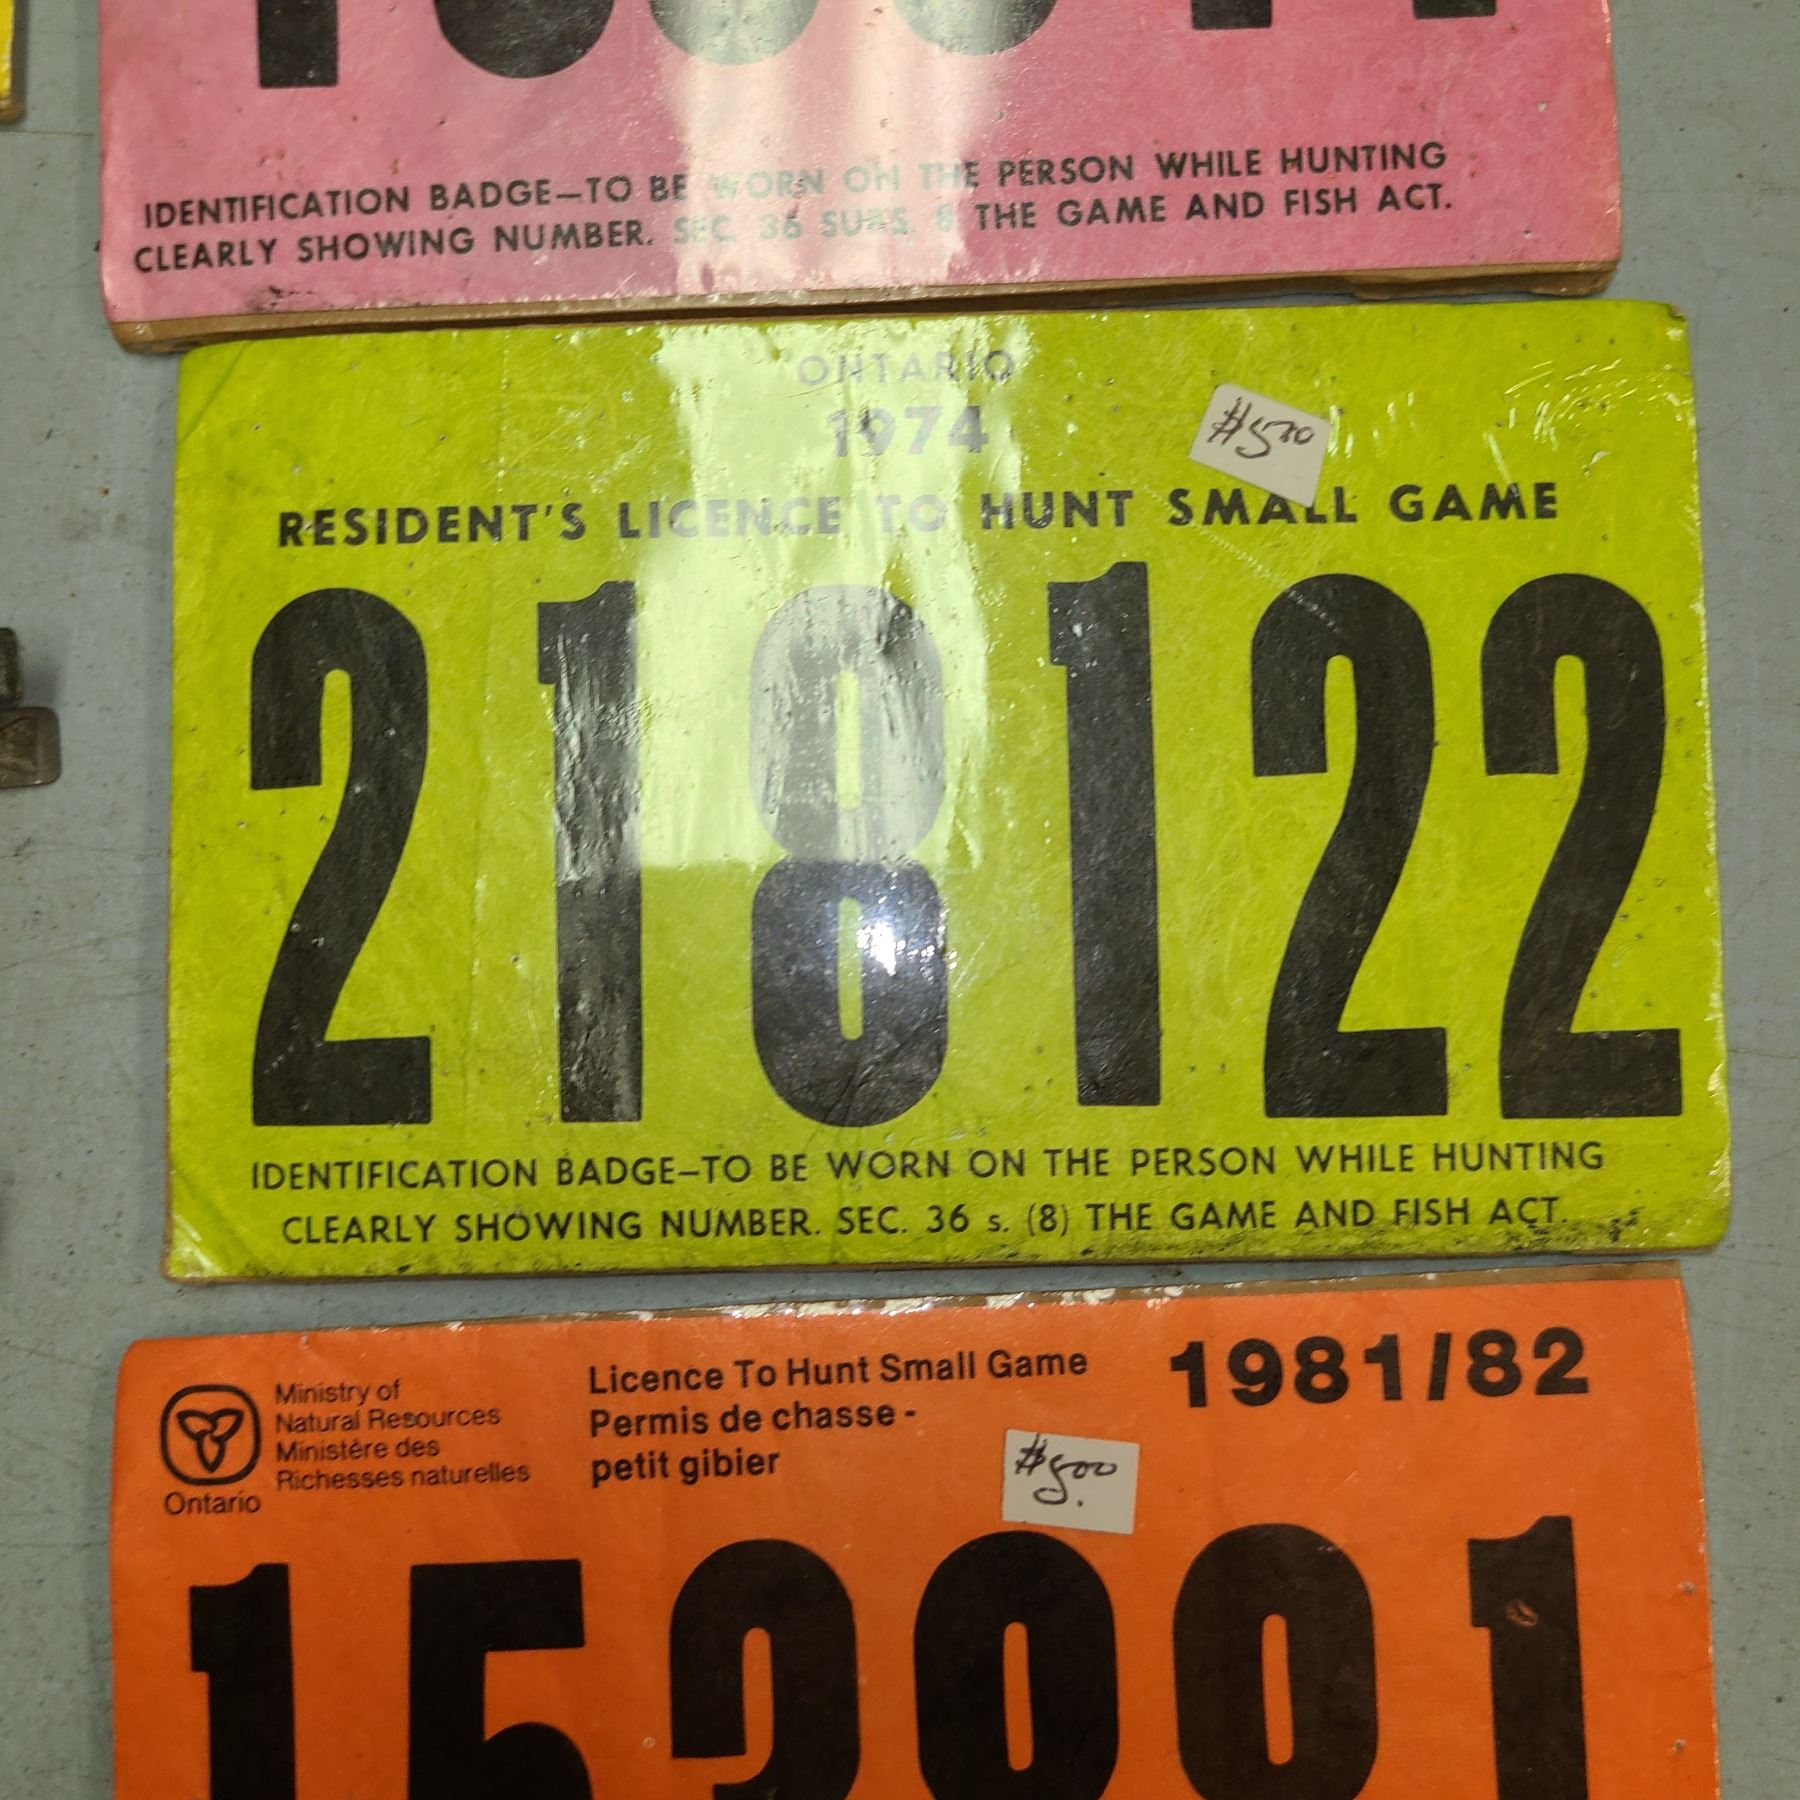 IDENTIFICATION BADGE—TO BE WORN ON THE PERSON WHILE HUNTING
CLEARLY SHOWING NUMBER. SEC. 36 SUBS. 8 THE GAME AND FISH ACT.
ONTARIO
1974
$5.00
RESIDENT'S LICENCE TO HUNT SMALL GAME
218122
IDENTIFICATION BADGE—TO BE WORN ON THE PERSON WHILE HUNTING
CLEARLY SHOWING NUMBER. SEC. 36 s. (8) THE GAME AND FISH ACT.
Ontario
Ministry of
Natural Resources
Ministère des
Richesses naturelles
Licence To Hunt Small Game
Permis de chasse -
petit gibier
1981/82
$5.00